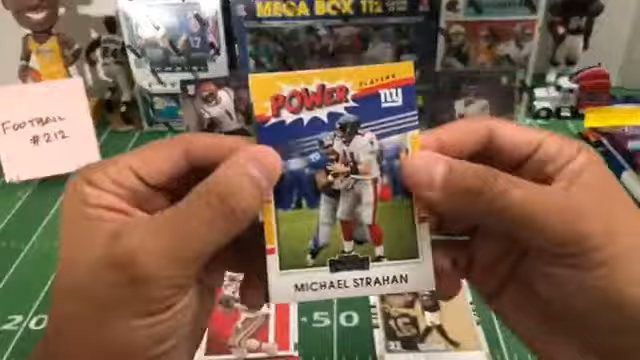 MEGA BOX 112
FOOTBALL
#212
POWER
PLAYERS
ny
MICHAEL STRAHAN
20
50